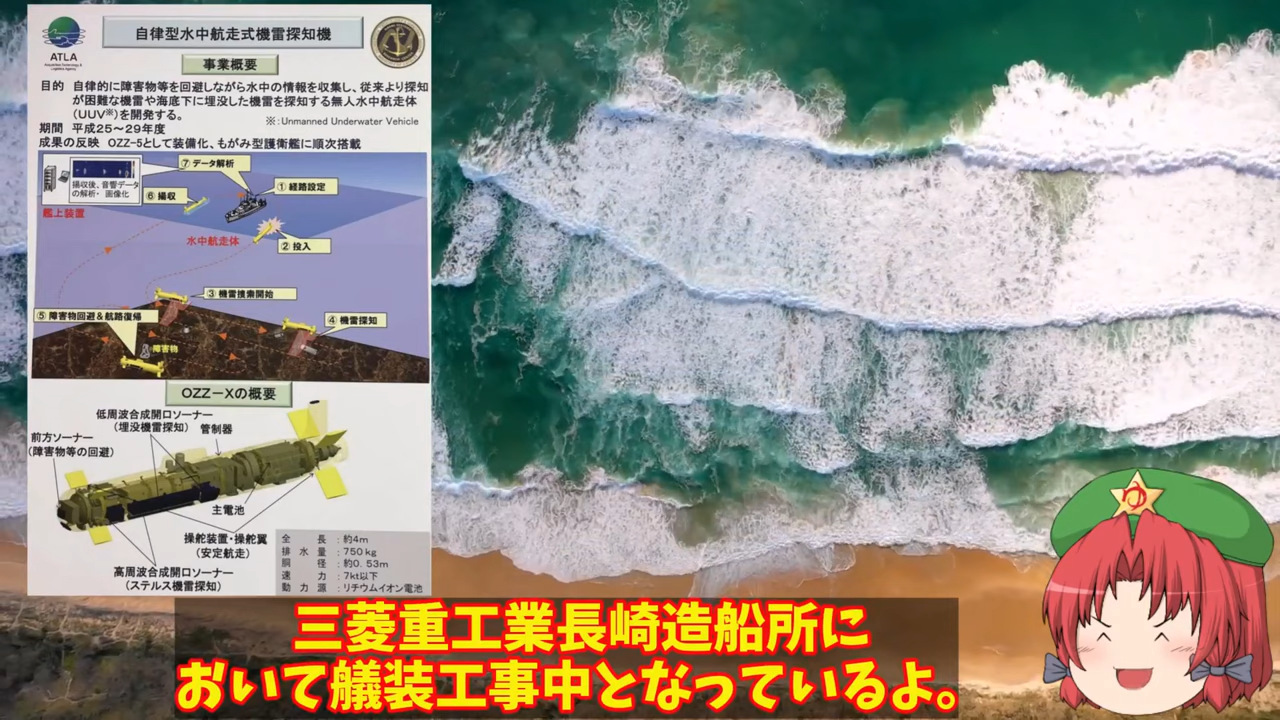 ATLA
自律型水中航走式機雷探知機
事業概要
目的 自律的に障害物等を回避しながら水中の情報を収集し、従来より探知
が困難な機雷や海底下に埋没した機雷を探知する無人水中航走体
(UUV※)を開発する。
※:Unmanned Underwater Vehicle
期間 平成25～29年度
成果の反映 OZZ-5として装備化、もがみ型護衛艦に順次搭載
⑦ データ解析
① 経路設定
揚収後、音響データ
の解析・画像化
⑥ 揚収
艦上装置
水中航走体
② 投入
③ 機雷捜索開始
⑤ 障害物回避＆航路復帰
④ 機雷探知
障害物
OZZ－Xの概要
低周波合成開口ソーナー
(埋没機雷探知)
管制器
前方ソーナー
(障害物等の回避)
主電池
操舵装置・操舵翼
(安定航走)
高周波合成開口ソーナー
(ステルス機雷探知)
全長：約4m
排水量：750kg
胴径：約0.53m
速力：7kt以下
動力源：リチウムイオン電池
三菱重工業長崎造船所に
おいて艤装工事中となっているよ。